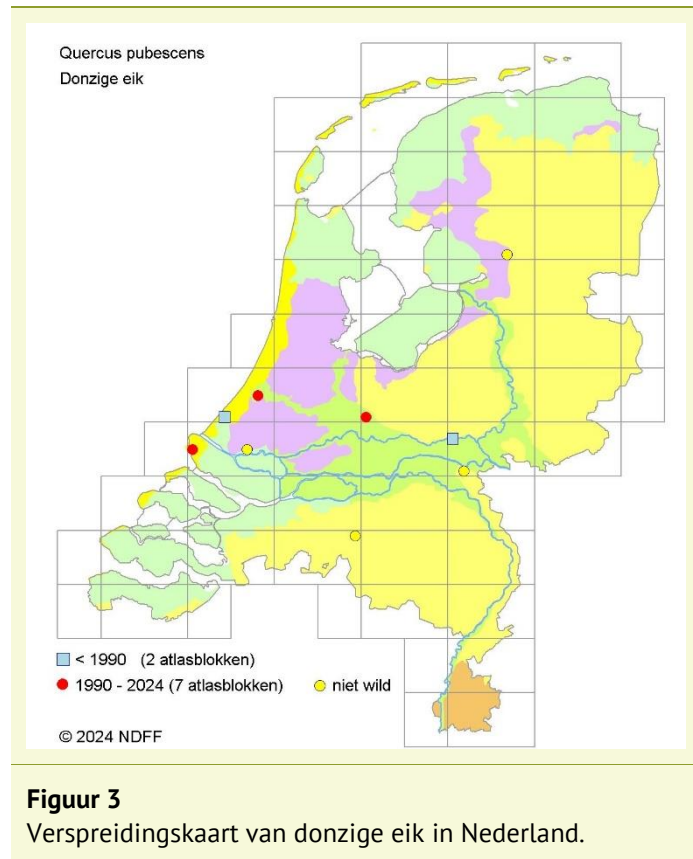 Quercus pubescens
Donzige eik
< 1990 (2 atlasblokken)
1990 - 2024 (7 atlasblokken) niet wild
© 2024 NDFF
Figuur 3
Verspreidingskaart van donzige eik in Nederland.